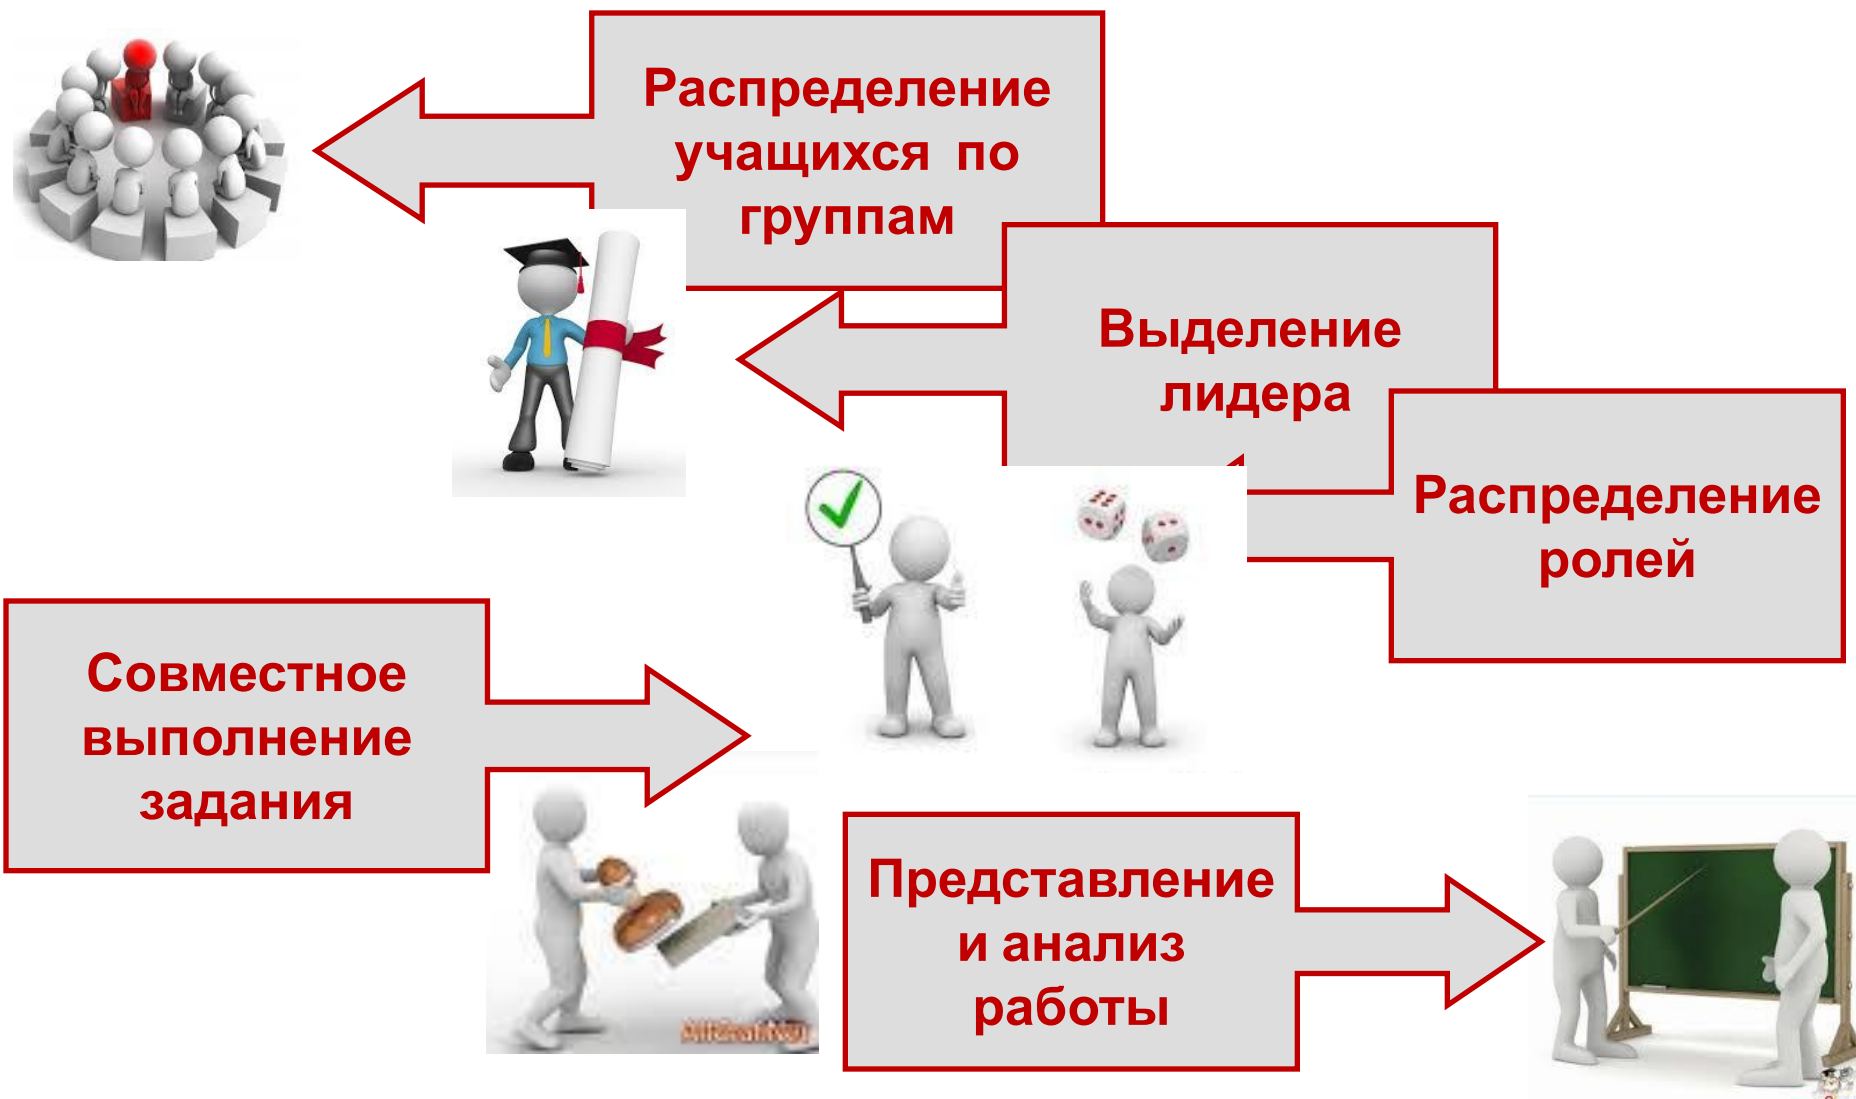 Распределение
учащихся по
группам
Выделение
лидера
Распределение
ролей
Совместное
выполнение
задания
Представление
и анализ
работы